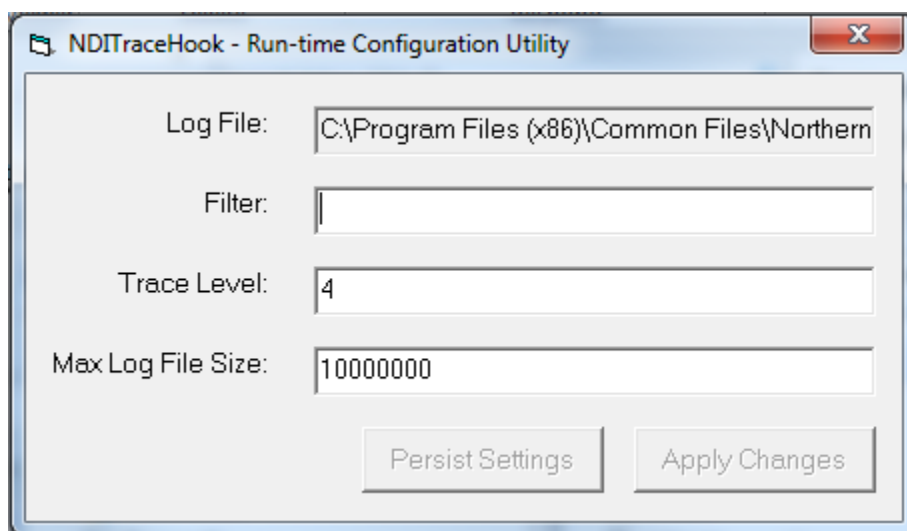 NDITraceHook - Run-time Configuration Utility
Log File: C:\Program Files (x86)\Common Files\Northern
Filter:
Trace Level: 4
Max Log File Size: 10000000
Persist Settings Apply Changes